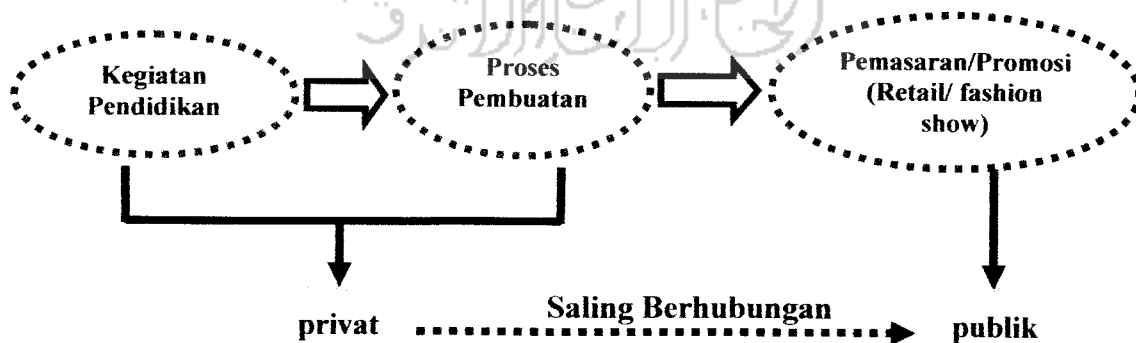 Kegiatan
Pendidikan
Proses
Pembuatan
Pemasaran/Promosi
(Retail/ fashion
show)
privat
Saling Berhubungan
publik